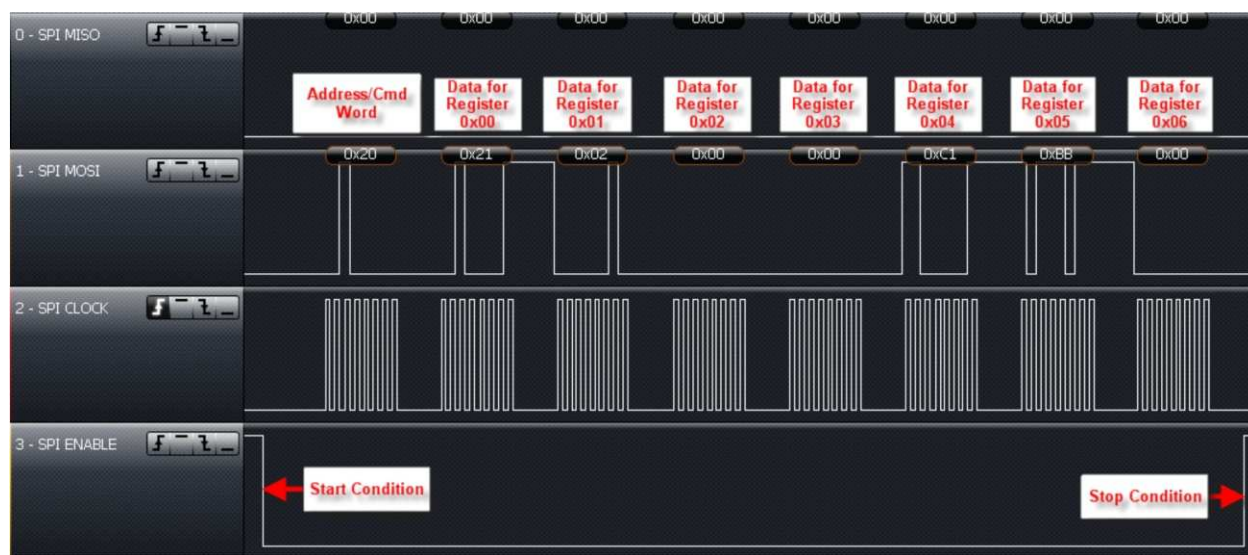 0x00 0x00 0x00 0x00 0x00 0x00 0x00 0x00
0 - SPI MISO
Address/Cmd
Word
Data for
Register
0x00
Data for
Register
0x01
Data for
Register
0x02
Data for
Register
0x03
Data for
Register
0x04
Data for
Register
0x05
Data for
Register
0x06
0x20 0x21 0x02 0x00 0x00 0xC1 0xBB 0x00
1 - SPI MOSI
2 - SPI CLOCK
3 - SPI ENABLE
Start Condition
Stop Condition